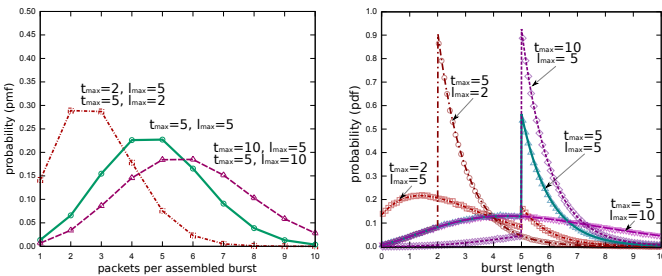 probability (pmf)
0.50
0.45
0.40
0.35
0.30
0.25
0.20
0.15
0.10
0.05
0.00
1 2 3 4 5 6 7 8 9 10
packets per assembled burst
tmax=2, lmax=5
tmax=5, lmax=2
tmax=5, lmax=5
tmax=10, lmax=5
tmax=5, lmax=10
probability (pdf)
1.0
0.9
0.8
0.7
0.6
0.5
0.4
0.3
0.2
0.1
0.0
0 1 2 3 4 5 6 7 8 9 10
burst length
tmax=10
lmax= 5
tmax=5
lmax=2
tmax=5
lmax=5
tmax=2
lmax=5
tmax= 5
lmax=10